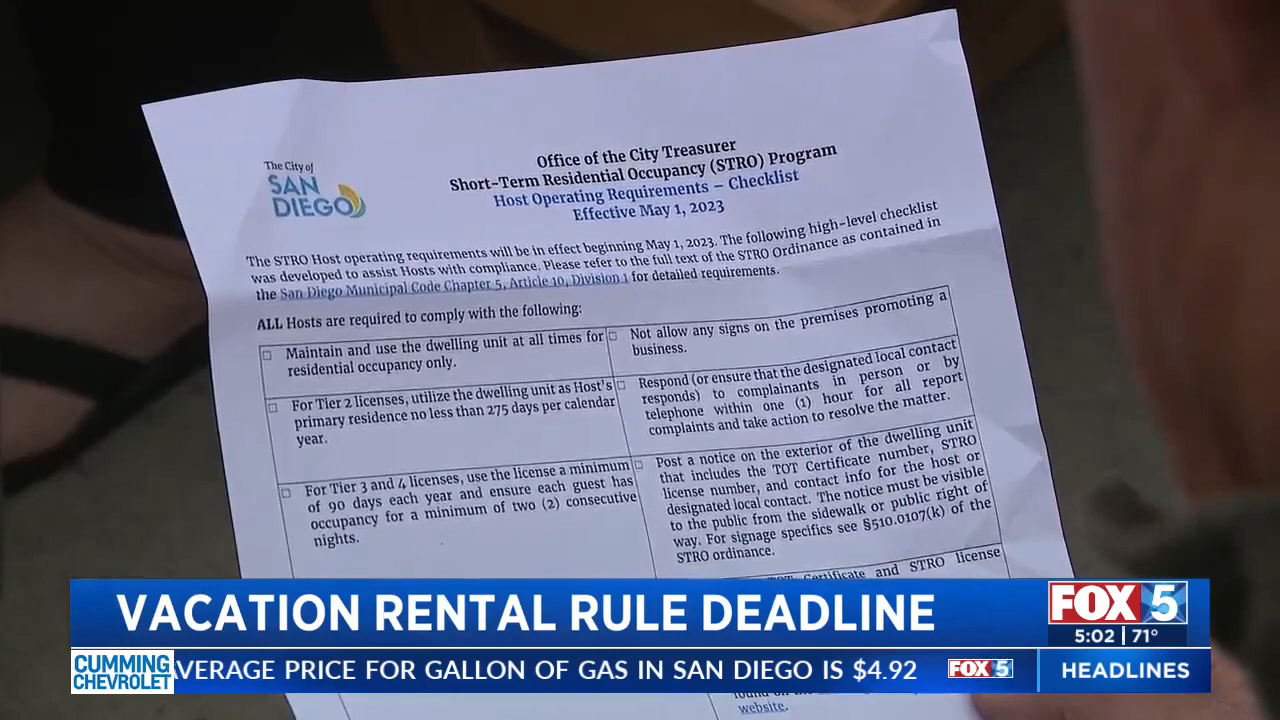 The City of
SAN
DIEGO
Office of the City Treasurer
Short-Term Residential Occupancy (STRO) Program
Host Operating Requirements – Checklist
Effective May 1, 2023
The STRO Host operating requirements will be in effect beginning May 1, 2023. The following high-level checklist
was developed to assist Hosts with compliance. Please refer to the full text of the STRO Ordinance as contained in
the San Diego Municipal Code Chapter 5, Article 10, Division 1 for detailed requirements.
ALL Hosts are required to comply with the following:
Maintain and use the dwelling unit at all times for
residential occupancy only.
For Tier 2 licenses, utilize the dwelling unit as Host's
primary residence no less than 275 days per calendar
year.
For Tier 3 and 4 licenses, use the license a minimum
of 90 days each year and ensure each guest has
occupancy for a minimum of two (2) consecutive
nights.
Not allow any signs on the premises promoting a
business.
Respond (or ensure that the designated local contact
responds) to complainants in person or by
telephone within one (1) hour for all report
complaints and take action to resolve the matter.
Post a notice on the exterior of the dwelling unit
that includes the TOT Certificate number, STRO
license number, and contact info for the host or
designated local contact. The notice must be visible
to the public from the sidewalk or public right of
way. For signage specifics see §510.0107(k) of the
STRO ordinance.
TOT Certificate and STRO license
website.
VACATION RENTAL RULE DEADLINE
FOX 5
5:02 | 71°
CUMMING
CHEVROLET
AVERAGE PRICE FOR GALLON OF GAS IN SAN DIEGO IS $4.92
FOX 5
HEADLINES